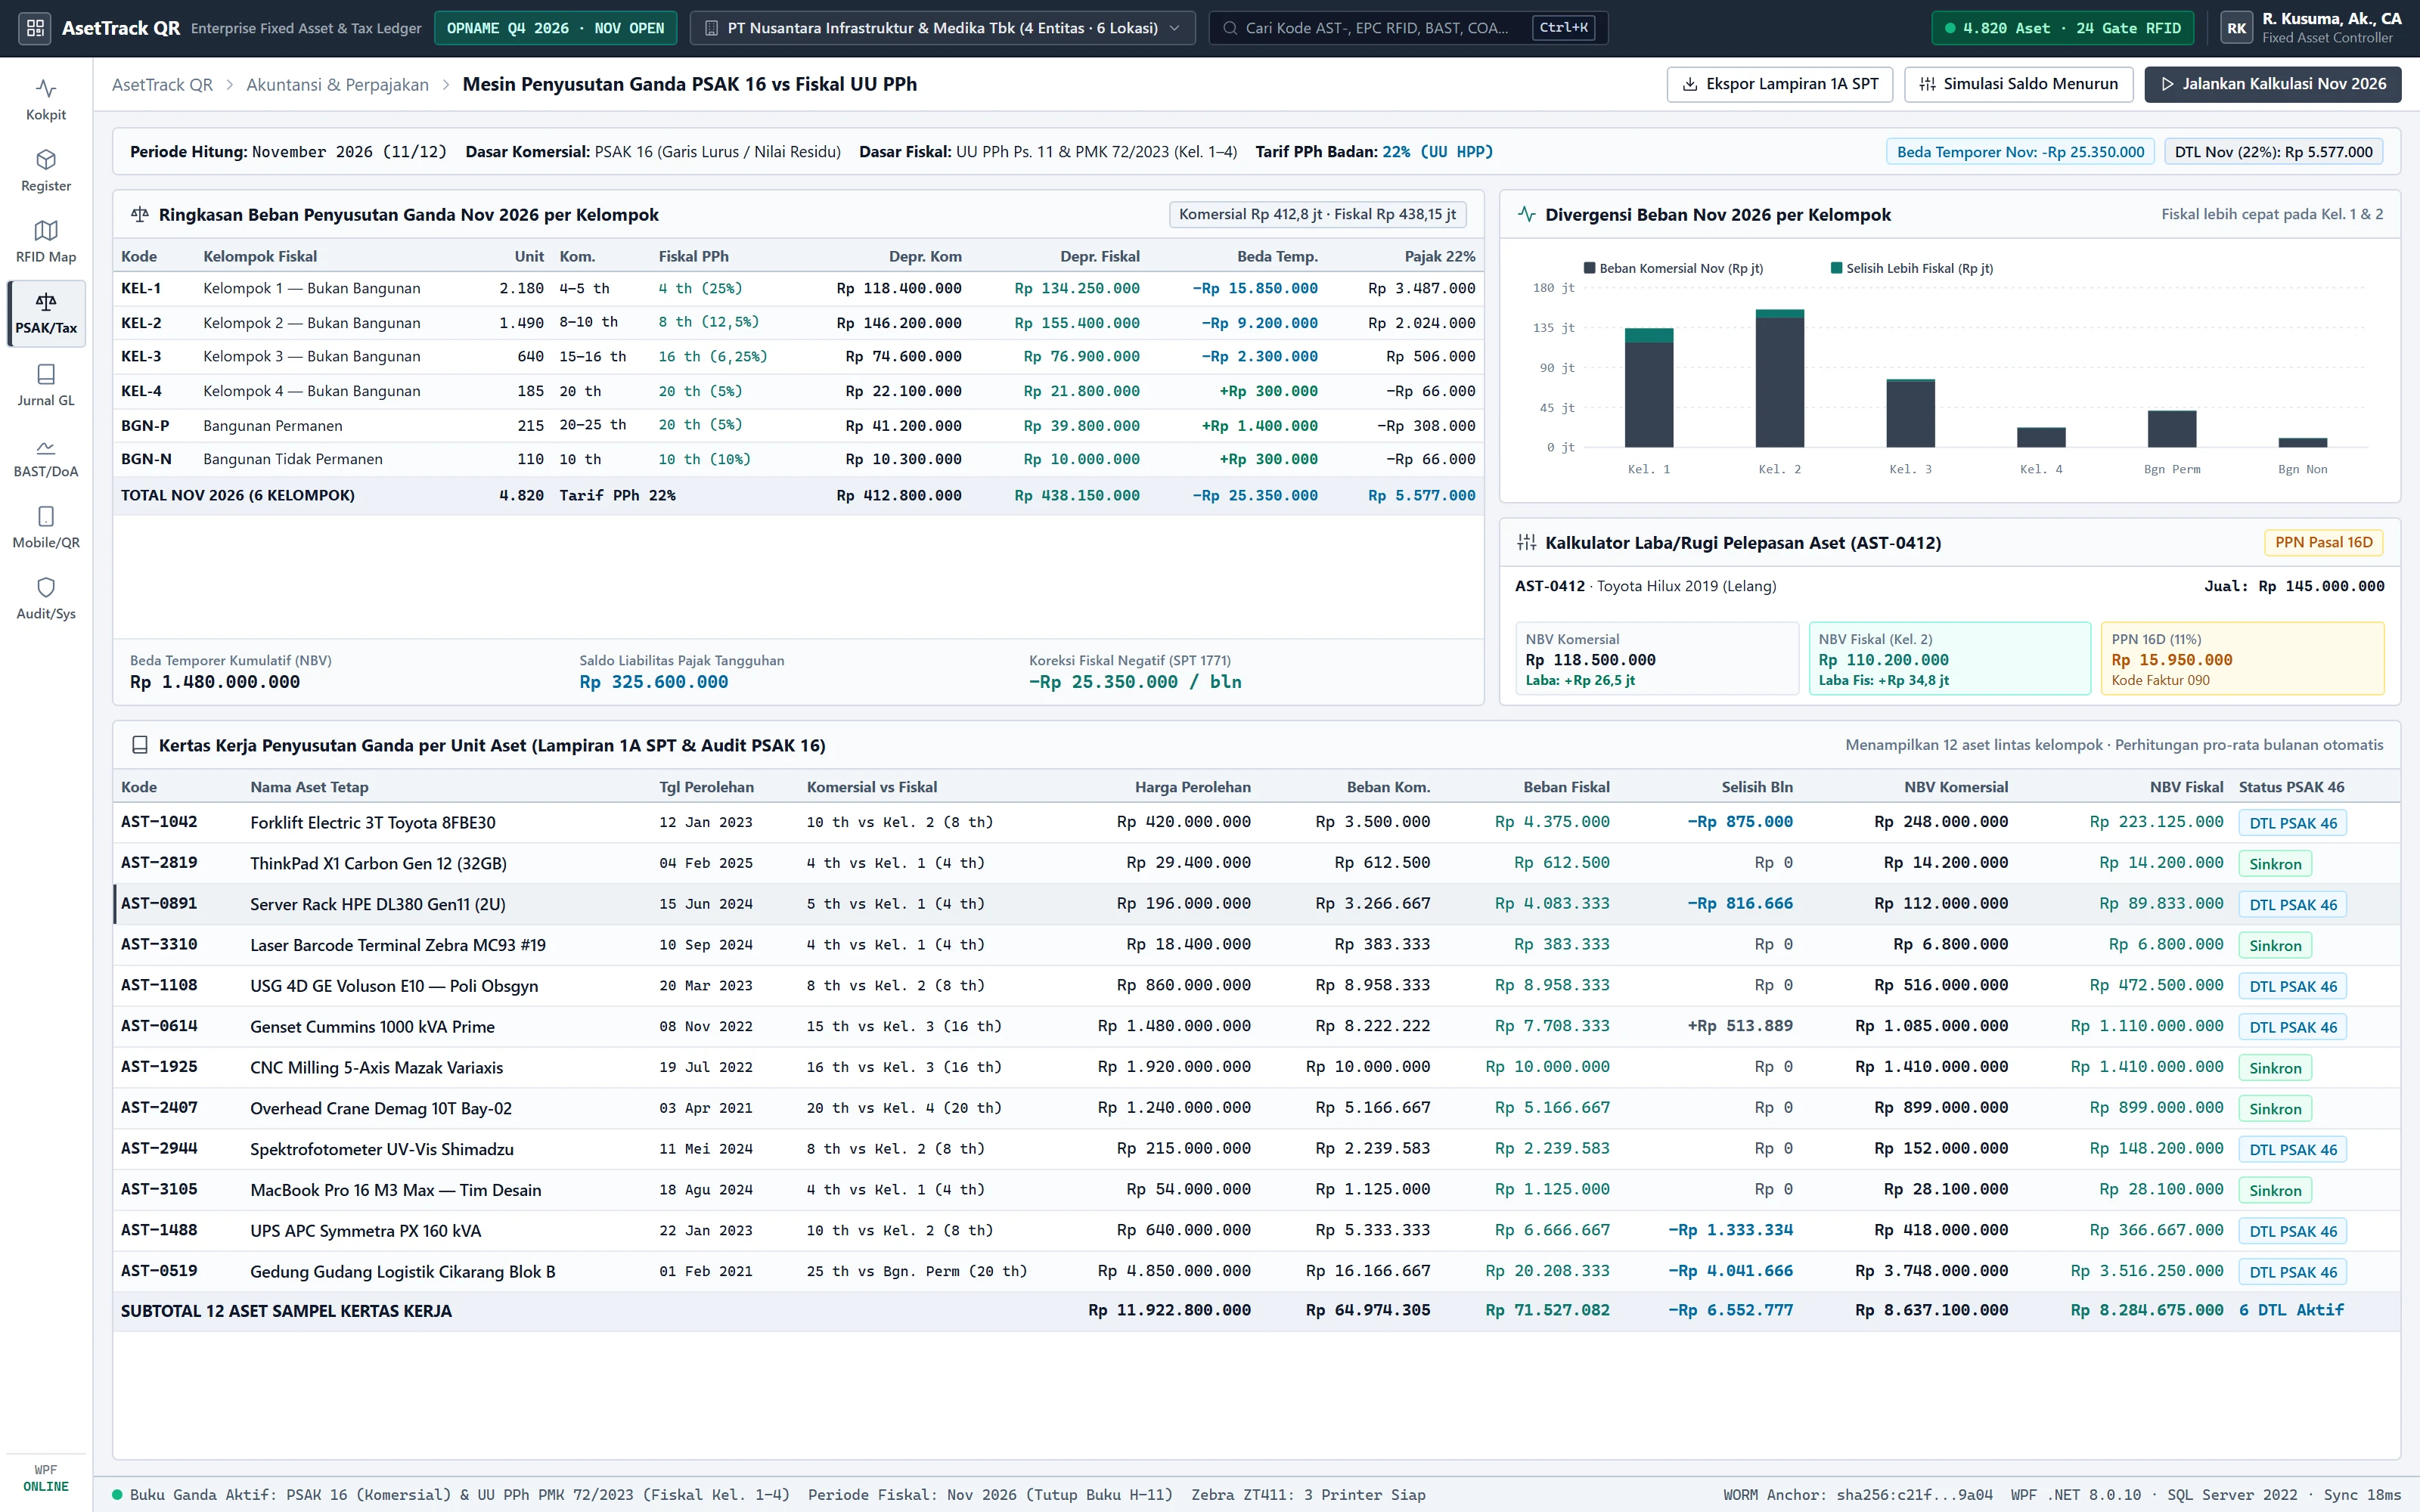 AsetTrack QR Enterprise Fixed Asset & Tax Ledger OPNAME Q4 2026 · NOV OPEN PT Nusantara Infrastruktur & Medika Tbk (4 Entitas · 6 Lokasi) Cari Kode AST-, EPC RFID, BAST, COA... Ctrl+K 4.820 Aset · 24 Gate RFID RK R. Kusuma, Ak., CA
Fixed Asset Controller
Kokpit
Register
RFID Map
PSAK/Tax
Jurnal GL
BAST/DoA
Mobile/QR
Audit/Sys
WPF
ONLINE
AsetTrack QR > Akuntansi & Perpajakan > Mesin Penyusutan Ganda PSAK 16 vs Fiskal UU PPh Ekspor Lampiran 1A SPT Simulasi Saldo Menurun Jalankan Kalkulasi Nov 2026
Periode Hitung: November 2026 (11/12) Dasar Komersial: PSAK 16 (Garis Lurus / Nilai Residu) Dasar Fiskal: UU PPh Ps. 11 & PMK 72/2023 (Kel. 1–4) Tarif PPh Badan: 22% (UU HPP) Beda Temporer Nov: -Rp 25.350.000 DTL Nov (22%): Rp 5.577.000
Ringkasan Beban Penyusutan Ganda Nov 2026 per Kelompok Komersial Rp 412,8 jt · Fiskal Rp 438,15 jt
Kode Kelompok Fiskal Unit Kom. Fiskal PPh Depr. Kom Depr. Fiskal Beda Temp. Pajak 22%
KEL-1 Kelompok 1 — Bukan Bangunan 2.180 4–5 th 4 th (25%) Rp 118.400.000 Rp 134.250.000 −Rp 15.850.000 Rp 3.487.000
KEL-2 Kelompok 2 — Bukan Bangunan 1.490 8–10 th 8 th (12,5%) Rp 146.200.000 Rp 155.400.000 −Rp 9.200.000 Rp 2.024.000
KEL-3 Kelompok 3 — Bukan Bangunan 640 15–16 th 16 th (6,25%) Rp 74.600.000 Rp 76.900.000 −Rp 2.300.000 Rp 506.000
KEL-4 Kelompok 4 — Bukan Bangunan 185 20 th 20 th (5%) Rp 22.100.000 Rp 21.800.000 +Rp 300.000 −Rp 66.000
BGN-P Bangunan Permanen 215 20–25 th 20 th (5%) Rp 41.200.000 Rp 39.800.000 +Rp 1.400.000 −Rp 308.000
BGN-N Bangunan Tidak Permanen 110 10 th 10 th (10%) Rp 10.300.000 Rp 10.000.000 +Rp 300.000 −Rp 66.000
TOTAL NOV 2026 (6 KELOMPOK) 4.820 Tarif PPh 22% Rp 412.800.000 Rp 438.150.000 −Rp 25.350.000 Rp 5.577.000
Beda Temporer Kumulatif (NBV) Saldo Liabilitas Pajak Tangguhan Koreksi Fiskal Negatif (SPT 1771)
Rp 1.480.000.000 Rp 325.600.000 −Rp 25.350.000 / bln
Divergensi Beban Nov 2026 per Kelompok Fiskal lebih cepat pada Kel. 1 & 2
Beban Komersial Nov (Rp jt) Selisih Lebih Fiskal (Rp jt)
180 jt
135 jt
90 jt
45 jt
0 jt
Kel. 1 Kel. 2 Kel. 3 Kel. 4 Bgn Perm Bgn Non
Kalkulator Laba/Rugi Pelepasan Aset (AST-0412) PPN Pasal 16D
AST-0412 · Toyota Hilux 2019 (Lelang) Jual: Rp 145.000.000
NBV Komersial NBV Fiskal (Kel. 2) PPN 16D (11%)
Rp 118.500.000 Rp 110.200.000 Rp 15.950.000
Laba: +Rp 26,5 jt Laba Fis: +Rp 34,8 jt Kode Faktur 090
Kertas Kerja Penyusutan Ganda per Unit Aset (Lampiran 1A SPT & Audit PSAK 16) Menampilkan 12 aset lintas kelompok · Perhitungan pro-rata bulanan otomatis
Kode Nama Aset Tetap Tgl Perolehan Komersial vs Fiskal Harga Perolehan Beban Kom. Beban Fiskal Selisih Bln NBV Komersial NBV Fiskal Status PSAK 46
AST-1042 Forklift Electric 3T Toyota 8FBE30 12 Jan 2023 10 th vs Kel. 2 (8 th) Rp 420.000.000 Rp 3.500.000 Rp 4.375.000 −Rp 875.000 Rp 248.000.000 Rp 223.125.000 DTL PSAK 46
AST-2819 ThinkPad X1 Carbon Gen 12 (32GB) 04 Feb 2025 4 th vs Kel. 1 (4 th) Rp 29.400.000 Rp 612.500 Rp 612.500 Rp 0 Rp 14.200.000 Rp 14.200.000 Sinkron
AST-0891 Server Rack HPE DL380 Gen11 (2U) 15 Jun 2024 5 th vs Kel. 1 (4 th) Rp 196.000.000 Rp 3.266.667 Rp 4.083.333 −Rp 816.666 Rp 112.000.000 Rp 89.833.000 DTL PSAK 46
AST-3310 Laser Barcode Terminal Zebra MC93 #19 10 Sep 2024 4 th vs Kel. 1 (4 th) Rp 18.400.000 Rp 383.333 Rp 383.333 Rp 0 Rp 6.800.000 Rp 6.800.000 Sinkron
AST-1108 USG 4D GE Voluson E10 — Poli Obsgyn 20 Mar 2023 8 th vs Kel. 2 (8 th) Rp 860.000.000 Rp 8.958.333 Rp 8.958.333 Rp 0 Rp 516.000.000 Rp 472.500.000 DTL PSAK 46
AST-0614 Genset Cummins 1000 kVA Prime 08 Nov 2022 15 th vs Kel. 3 (16 th) Rp 1.480.000.000 Rp 8.222.222 Rp 7.708.333 +Rp 513.889 Rp 1.085.000.000 Rp 1.110.000.000 DTL PSAK 46
AST-1925 CNC Milling 5-Axis Mazak Variaxis 19 Jul 2022 16 th vs Kel. 3 (16 th) Rp 1.920.000.000 Rp 10.000.000 Rp 10.000.000 Rp 0 Rp 1.410.000.000 Rp 1.410.000.000 Sinkron
AST-2407 Overhead Crane Demag 10T Bay-02 03 Apr 2021 20 th vs Kel. 4 (20 th) Rp 1.240.000.000 Rp 5.166.667 Rp 5.166.667 Rp 0 Rp 899.000.000 Rp 899.000.000 Sinkron
AST-2944 Spektrofotometer UV-Vis Shimadzu 11 Mei 2024 8 th vs Kel. 2 (8 th) Rp 215.000.000 Rp 2.239.583 Rp 2.239.583 Rp 0 Rp 152.000.000 Rp 148.200.000 DTL PSAK 46
AST-3105 MacBook Pro 16 M3 Max — Tim Desain 18 Agu 2024 4 th vs Kel. 1 (4 th) Rp 54.000.000 Rp 1.125.000 Rp 1.125.000 Rp 0 Rp 28.100.000 Rp 28.100.000 Sinkron
AST-1488 UPS APC Symmetra PX 160 kVA 22 Jan 2023 10 th vs Kel. 2 (8 th) Rp 640.000.000 Rp 5.333.333 Rp 6.666.667 −Rp 1.333.334 Rp 418.000.000 Rp 366.667.000 DTL PSAK 46
AST-0519 Gedung Gudang Logistik Cikarang Blok B 01 Feb 2021 25 th vs Bgn. Perm (20 th) Rp 4.850.000.000 Rp 16.166.667 Rp 20.208.333 −Rp 4.041.666 Rp 3.748.000.000 Rp 3.516.250.000 DTL PSAK 46
SUBTOTAL 12 ASET SAMPEL KERTAS KERJA Rp 11.922.800.000 Rp 64.974.305 Rp 71.527.082 −Rp 6.552.777 Rp 8.637.100.000 Rp 8.284.675.000 6 DTL Aktif
Buku Ganda Aktif: PSAK 16 (Komersial) & UU PPh PMK 72/2023 (Fiskal Kel. 1-4) Periode Fiskal: Nov 2026 (Tutup Buku H-11) Zebra ZT411: 3 Printer Siap WORM Anchor: sha256:c21f...9a04 WPF .NET 8.0.10 · SQL Server 2022 · Sync 18ms